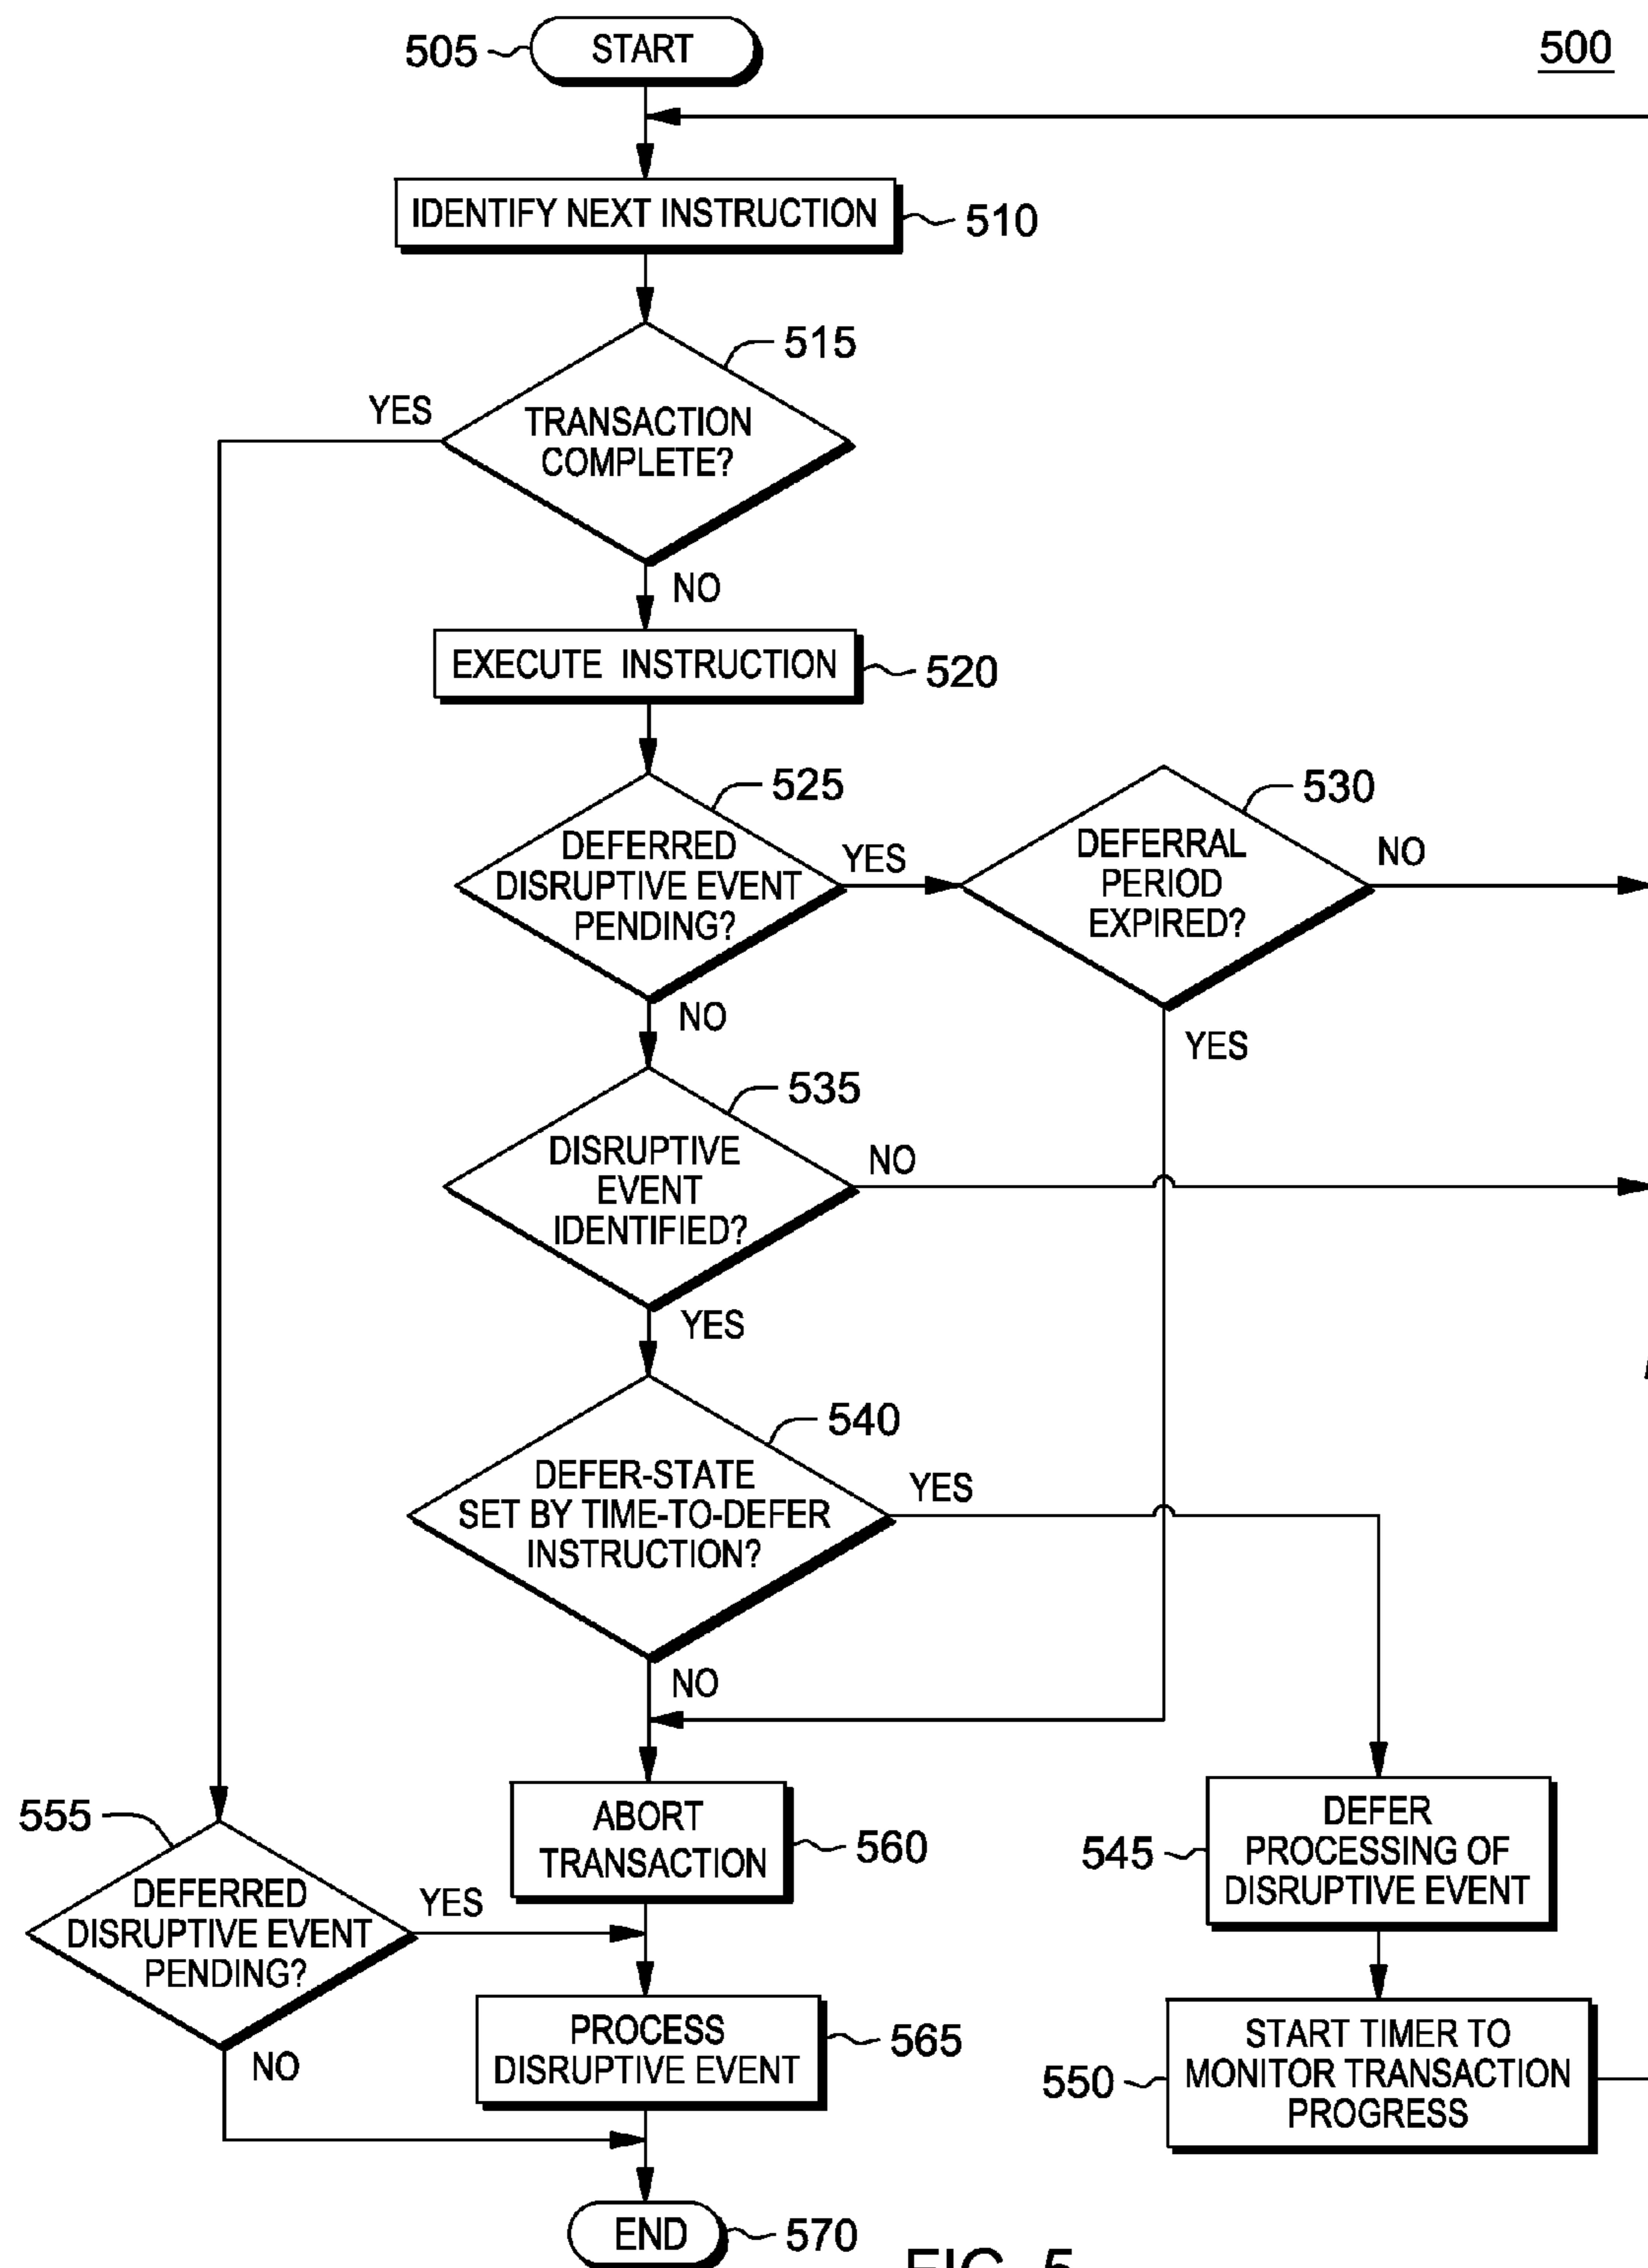 505
START
500
IDENTIFY NEXT INSTRUCTION
510
515
YES
TRANSACTION
COMPLETE?
NO
EXECUTE INSTRUCTION
520
525
DEFERRED
DISRUPTIVE EVENT
PENDING?
YES
530
DEFERRAL
PERIOD
EXPIRED?
NO
NO
YES
535
DISRUPTIVE
EVENT
IDENTIFIED?
NO
YES
540
DEFER-STATE
SET BY TIME-TO-DEFER
INSTRUCTION?
YES
NO
555
DEFERRED
DISRUPTIVE EVENT
PENDING?
YES
NO
ABORT
TRANSACTION
560
545
DEFER
PROCESSING OF
DISRUPTIVE EVENT
PROCESS
DISRUPTIVE EVENT
565
550
START TIMER TO
MONITOR TRANSACTION
PROGRESS
END
570
FIG. 5